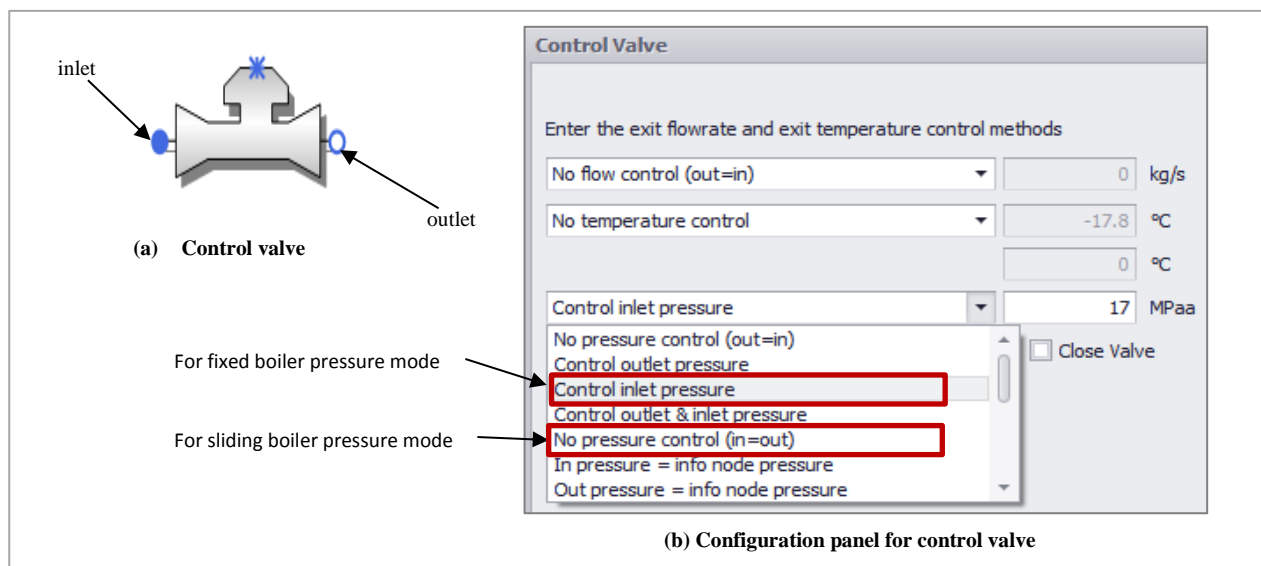 inlet
outlet
(a) Control valve
For fixed boiler pressure mode
For sliding boiler pressure mode
Control Valve
Enter the exit flowrate and exit temperature control methods
No flow control (out=in) 0 kg/s
No temperature control -17.8 °C
0 °C
Control inlet pressure 17 MPaa
No pressure control (out=in)
Control outlet pressure
Control inlet pressure
Control outlet & inlet pressure
No pressure control (in=out)
In pressure = info node pressure
Out pressure = info node pressure
Close Valve
(b) Configuration panel for control valve